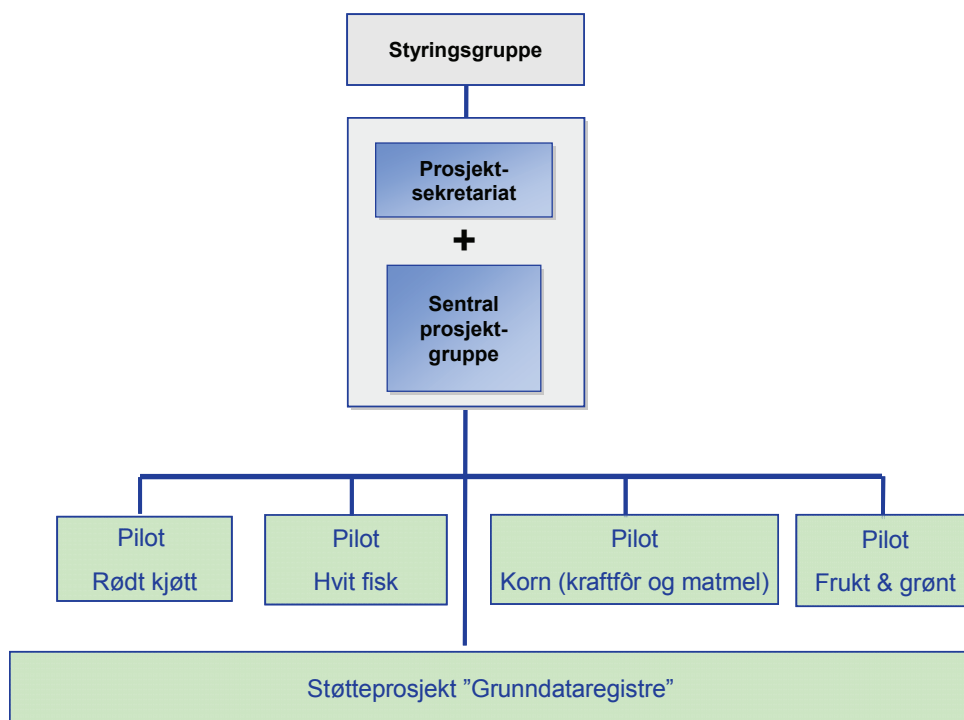 Styringsgruppe
Prosjekt-
sekretariat
+
Sentral
prosjekt-
gruppe
Pilot
Rødt kjøtt
Pilot
Hvit fisk
Pilot
Korn (kraftfôr og matmel)
Pilot
Frukt & grønt
Støtteprosjekt ”Grunndataregistre”